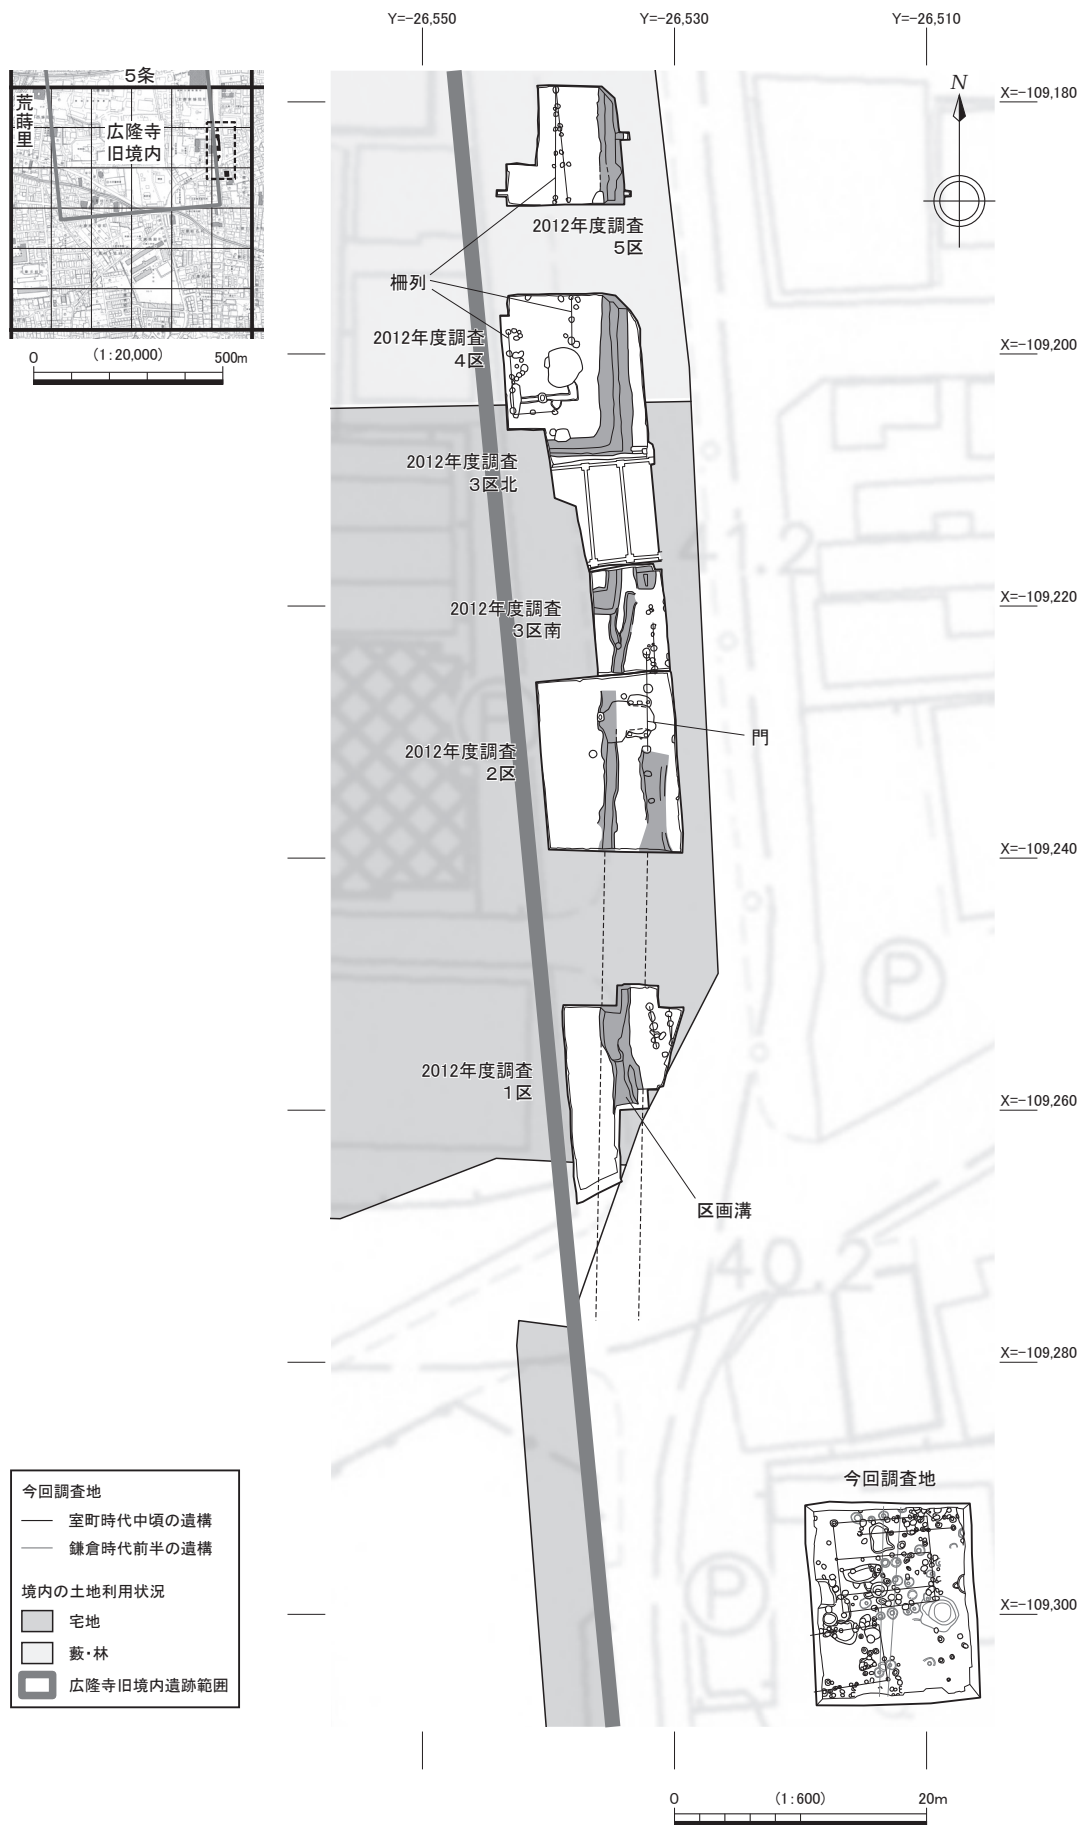 Y=-26,550
Y=-26,530
Y=-26,510
5条
荒蒔里
広隆寺
旧境内
0
(1:20,000)
500m
N
X=-109,180
2012年度調査
5区
柵列
2012年度調査
4区
X=-109,200
2012年度調査
3区北
41.2
2012年度調査
3区南
X=-109,220
門
2012年度調査
2区
X=-109,240
P
2012年度調査
1区
X=-109,260
区画溝
40.2
X=-109,280
今回調査地
P
X=-109,300
今回調査地
室町時代中頃の遺構
鎌倉時代前半の遺構
境内の土地利用状況
宅地
藪・林
広隆寺旧境内遺跡範囲
0
(1:600)
20m